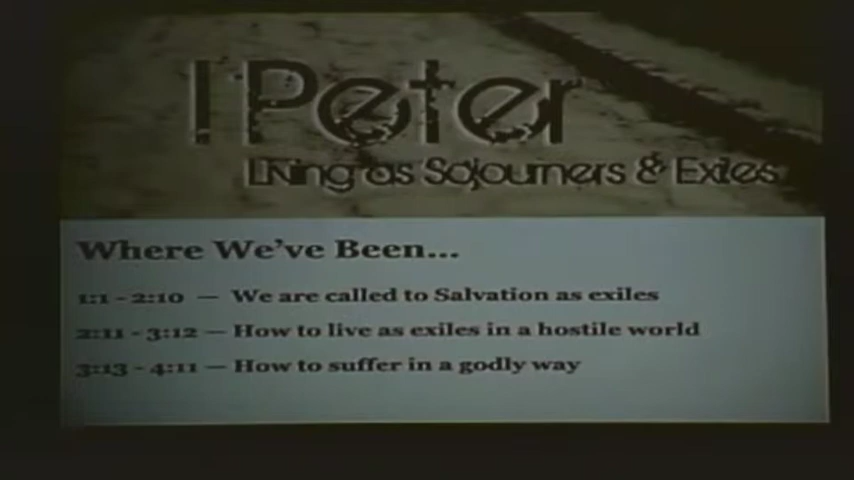 I Peter
Living as Sojourners & Exiles
Where We've Been...
1:1 - 2:10 — We are called to Salvation as exiles
2:11 - 3:12 — How to live as exiles in a hostile world
3:13 - 4:11 — How to suffer in a godly way